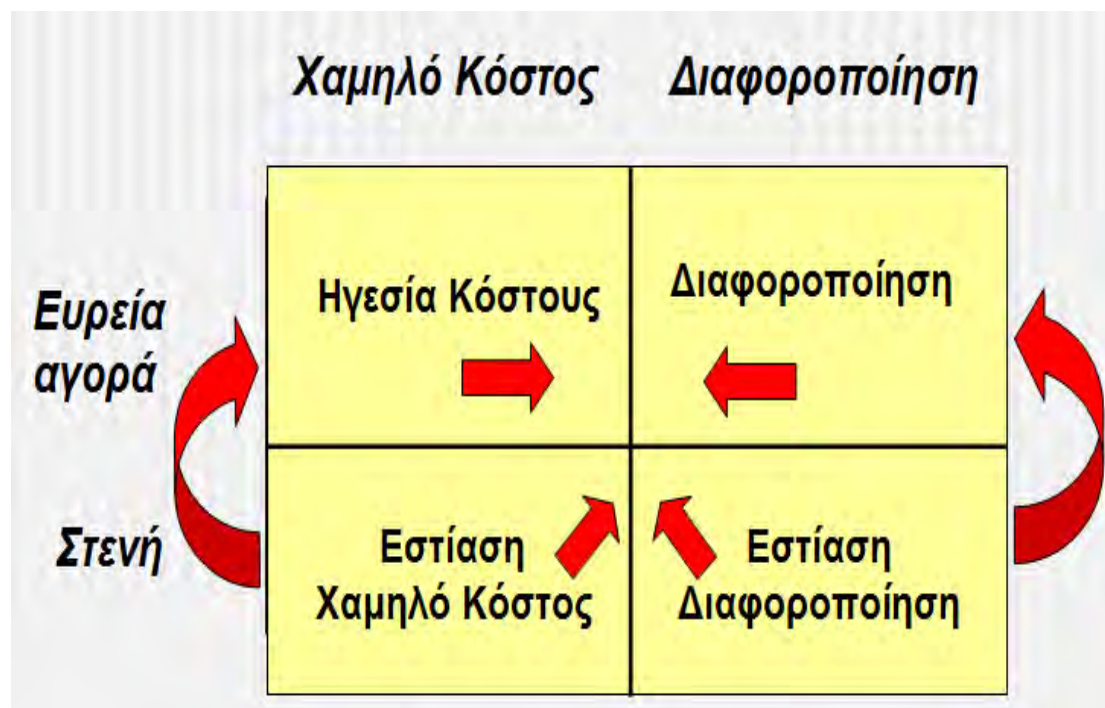 Χαμηλό Κόστος Διαφοροποίηση
Ευρεία
αγορά
Ηγεσία Κόστους
Διαφοροποίηση
Στενή
Εστίαση
Χαμηλό Κόστος
Εστίαση
Διαφοροποίηση